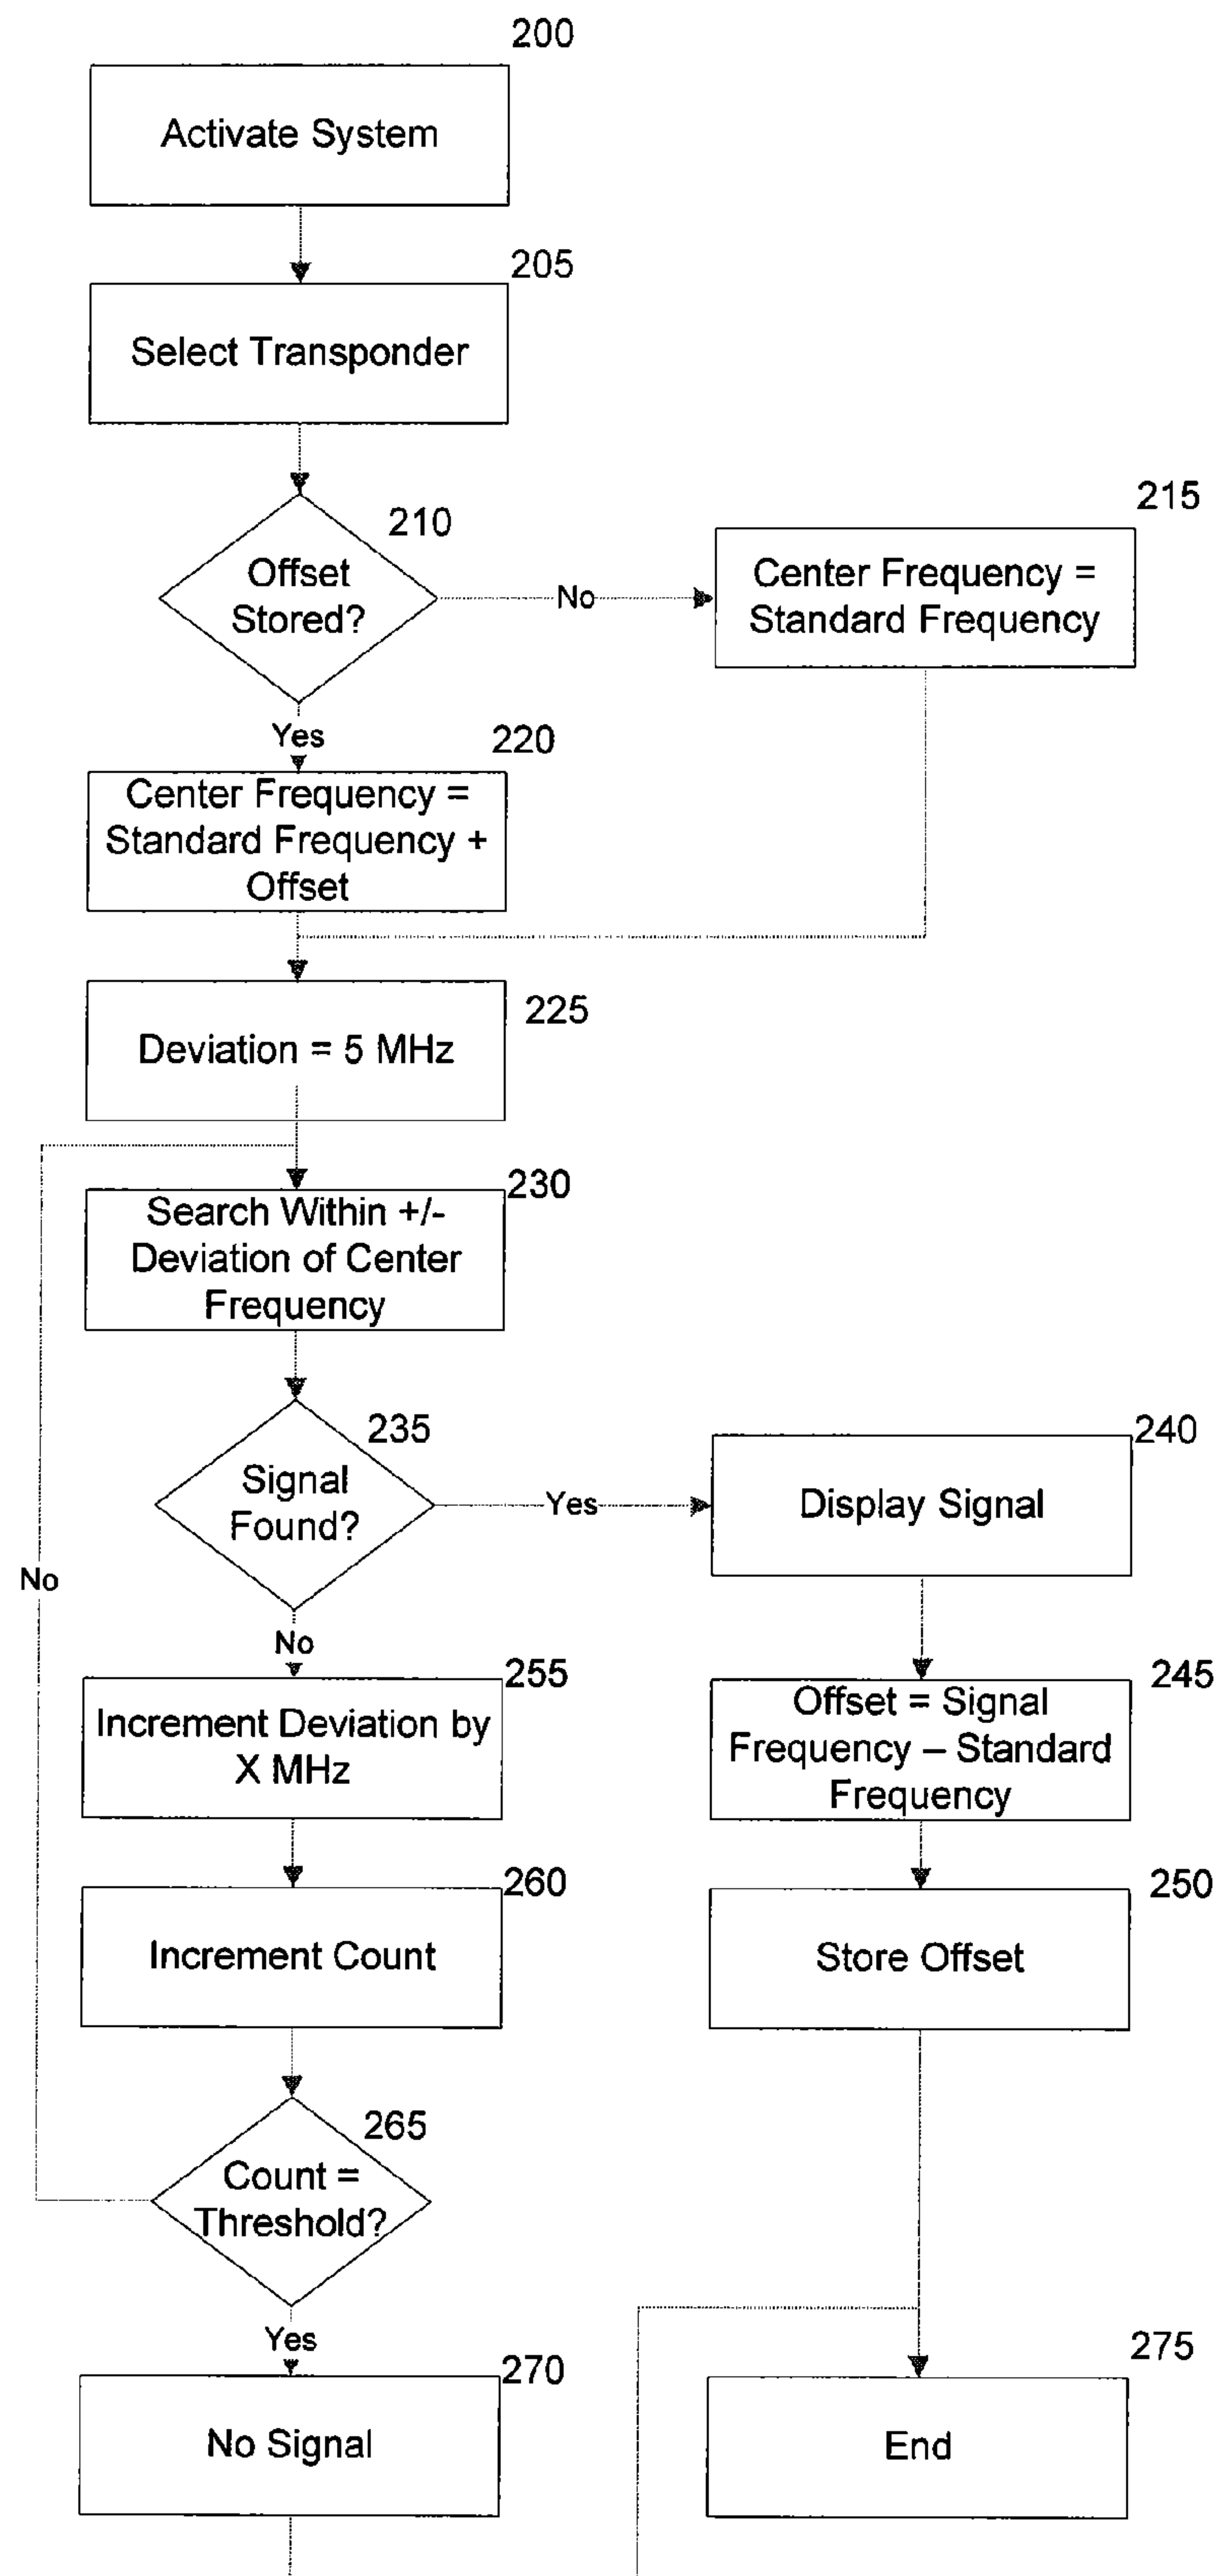 200
Activate System
205
Select Transponder
210
Offset
Stored?
No
215
Center Frequency =
Standard Frequency
Yes
220
Center Frequency =
Standard Frequency +
Offset
225
Deviation = 5 MHz
230
Search Within +/-
Deviation of Center
Frequency
235
Signal
Found?
Yes
240
Display Signal
No
No
255
Increment Deviation by
X MHz
245
Offset = Signal
Frequency – Standard
Frequency
260
Increment Count
250
Store Offset
265
Count =
Threshold?
Yes
270
No Signal
275
End